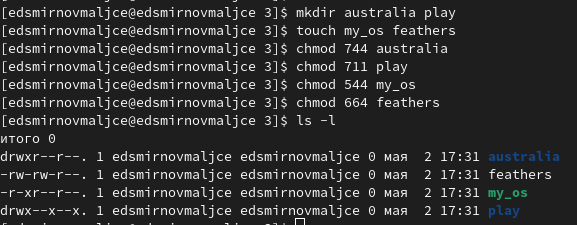 [edsmirnovmaljce@edsmirnovmaljce 3]$ mkdir australia play
[edsmirnovmaljce@edsmirnovmaljce 3]$ touch my_os feathers
[edsmirnovmaljce@edsmirnovmaljce 3]$ chmod 744 australia
[edsmirnovmaljce@edsmirnovmaljce 3]$ chmod 711 play
[edsmirnovmaljce@edsmirnovmaljce 3]$ chmod 544 my_os
[edsmirnovmaljce@edsmirnovmaljce 3]$ chmod 664 feathers
[edsmirnovmaljce@edsmirnovmaljce 3]$ ls -l
итого 0
drwxr--r--. 1 edsmirnovmaljce edsmirnovmaljce 0 мая  2 17:31 australia
-rw-rw-r--. 1 edsmirnovmaljce edsmirnovmaljce 0 мая  2 17:31 feathers
-r-xr--r--. 1 edsmirnovmaljce edsmirnovmaljce 0 мая  2 17:31 my_os
drwx--x--x. 1 edsmirnovmaljce edsmirnovmaljce 0 мая  2 17:31 play
[edsmirnovmaljce@edsmirnovmaljce 3]$